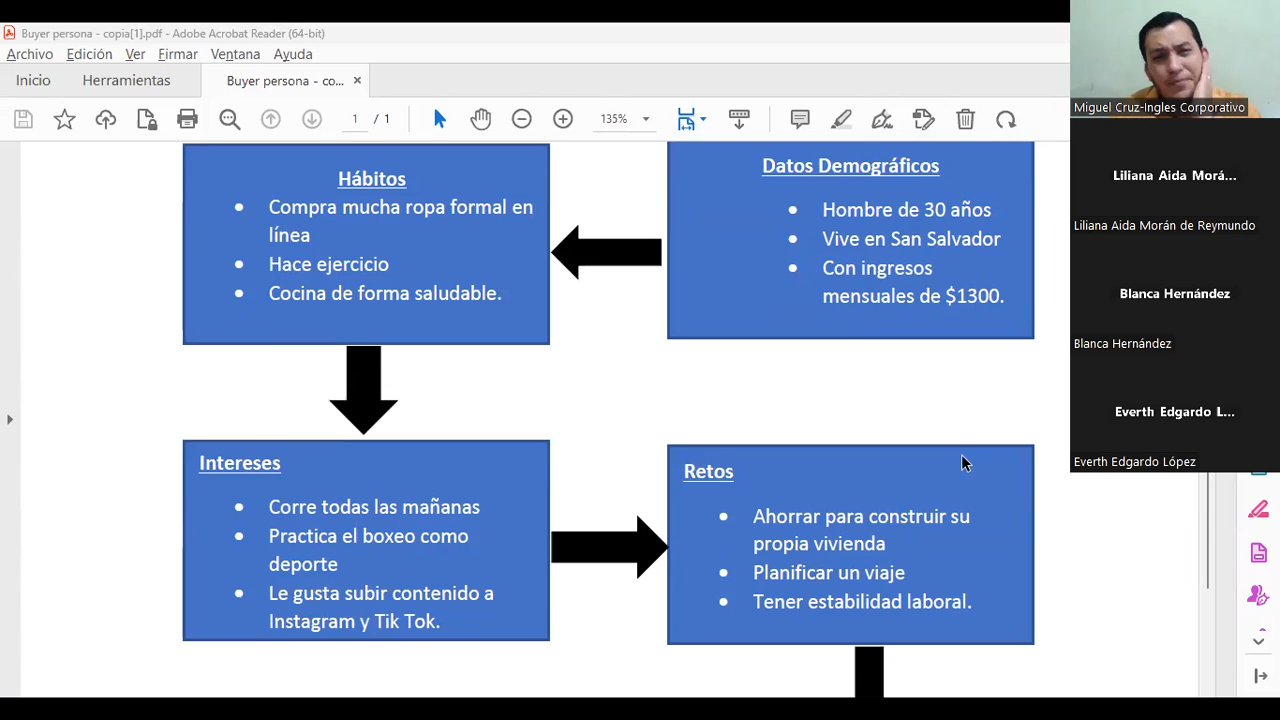 Buyer persona - copia[1].pdf - Adobe Acrobat Reader (64-bit)
Archivo Edición Ver Firmar Ventana Ayuda
Inicio Herramientas Buyer persona - co... ×
1 / 1 135%
Hábitos
• Compra mucha ropa formal en
línea
• Hace ejercicio
• Cocina de forma saludable.
Datos Demográficos
• Hombre de 30 años
• Vive en San Salvador
• Con ingresos
mensuales de $1300.
Intereses
• Corre todas las mañanas
• Practica el boxeo como
deporte
• Le gusta subir contenido a
Instagram y Tik Tok.
Retos
• Ahorrar para construir su
propia vivienda
• Planificar un viaje
• Tener estabilidad laboral.
Miguel Cruz-Ingles Corporativo
Liliana Aida Morá...
Liliana Aida Morán de Reymundo
Blanca Hernández
Blanca Hernández
Everth Edgardo L...
Everth Edgardo López